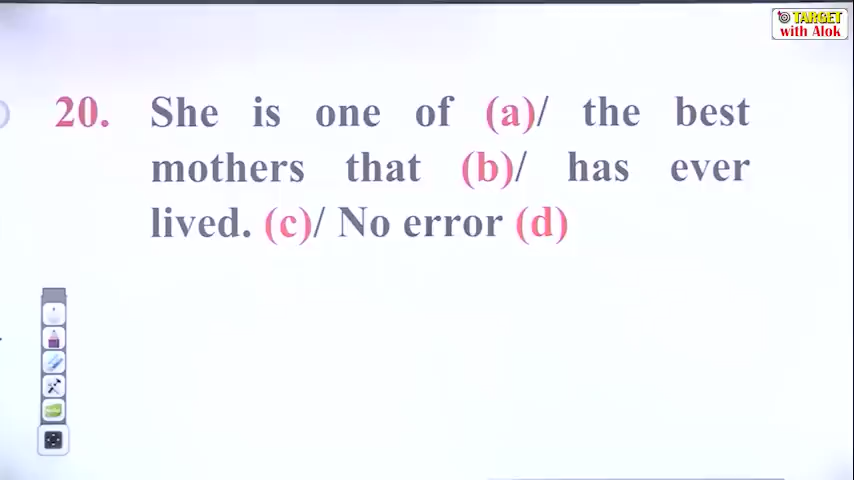 TARGET
with Alok
20. She is one of (a)/ the best
mothers that (b)/ has ever
lived. (c)/ No error (d)